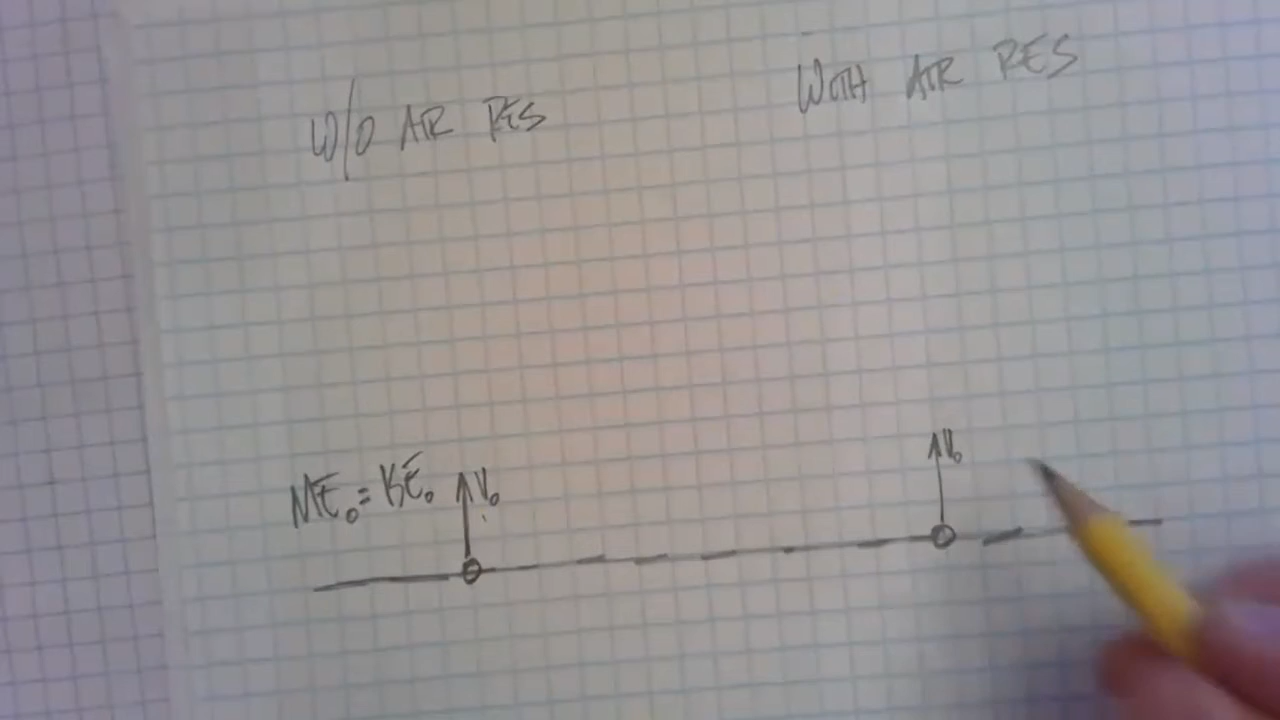 W/O AIR RES
WITH AIR RES
ME₀ = KE₀
V₀
V₀